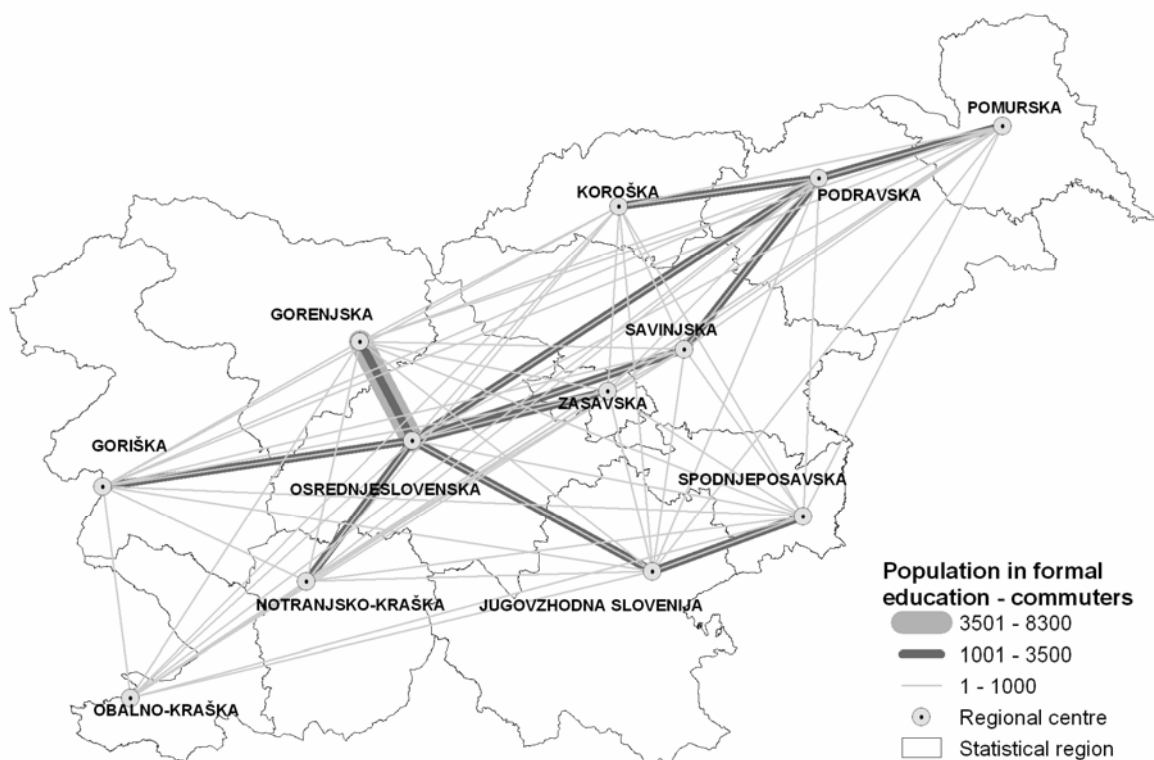 POMURSKA
KOROŠKA
PODRAVSKA
GORENJSKA
SAVINJSKA
ZASAVSKA
GORIŠKA
OSREDNJESLOVENSKA
SPODNJEPOSAVSKA
NOTRANJSKO-KRAŠKA
JUGOVZHODNA SLOVENIJA
OBALNO-KRAŠKA
Population in formal
education - commuters
3501 - 8300
1001 - 3500
1 - 1000
Regional centre
Statistical region